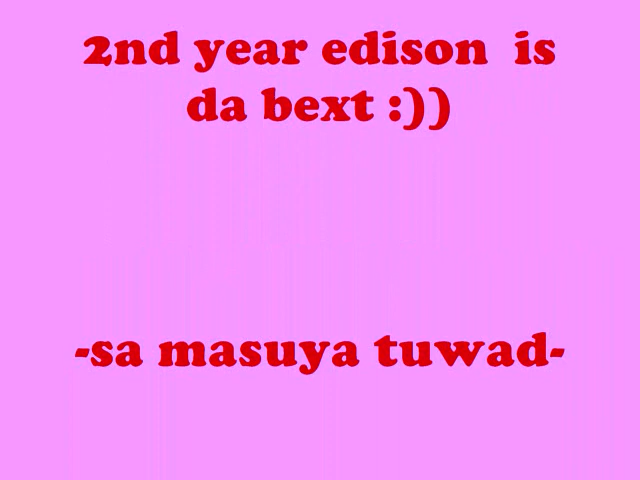 2nd year edison is
da bext :))
-sa masuya tuwad-